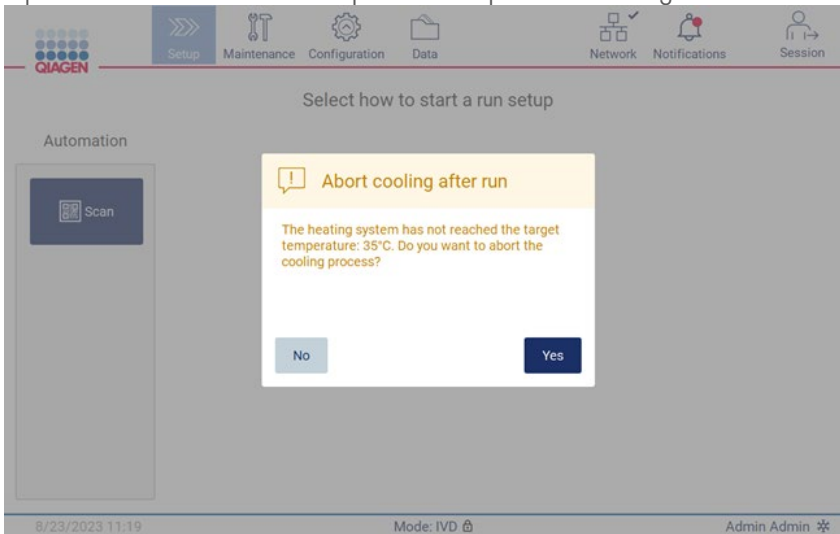 QIAGEN
Setup
Maintenance
Configuration
Data
Network
Notifications
Session
Select how to start a run setup
Automation
Scan
Abort cooling after run
The heating system has not reached the target
temperature: 35°C. Do you want to abort the
cooling process?
No
Yes
8/23/2023 11:19
Mode: IVD
Admin Admin